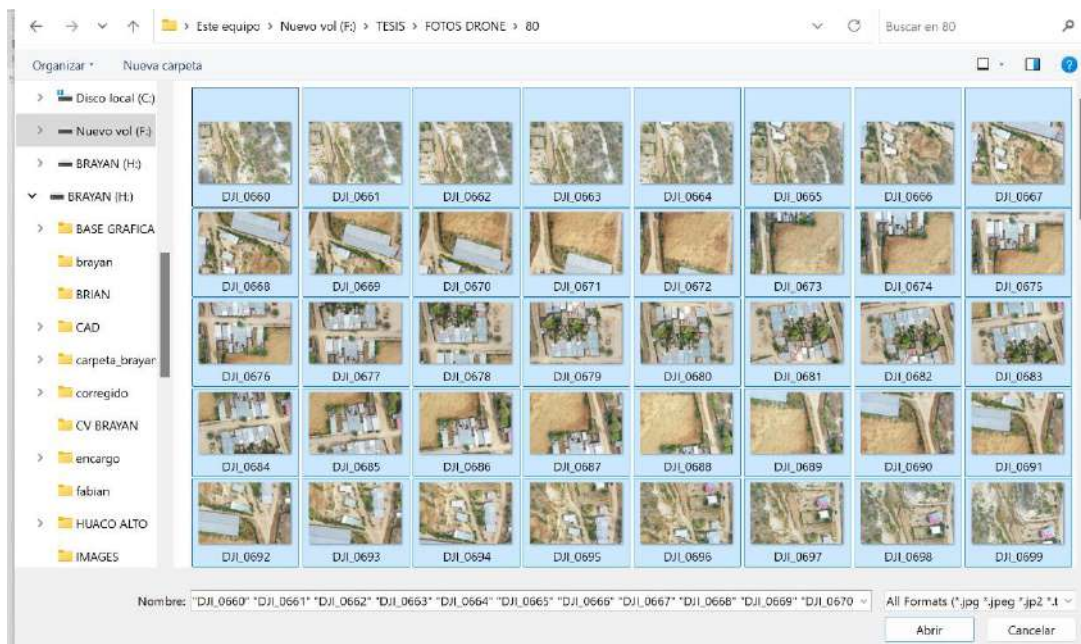 Este equipo > Nuevo vol (F:) > TESIS > FOTOS DRONE > 80
Buscar en 80
Organizar
Nueva carpeta
Disco local (C:)
Nuevo vol (F:)
BRAYAN (H:)
BRAYAN (H:)
BASE GRAFICA
brayan
BRIAN
CAD
carpeta_brayar
corregido
CV BRAYAN
encargo
fabian
HUACO ALTO
IMAGES
DJI_0660 DJI_0661 DJI_0662 DJI_0663 DJI_0664 DJI_0665 DJI_0666 DJI_0667
DJI_0668 DJI_0669 DJI_0670 DJI_0671 DJI_0672 DJI_0673 DJI_0674 DJI_0675
DJI_0676 DJI_0677 DJI_0678 DJI_0679 DJI_0680 DJI_0681 DJI_0682 DJI_0683
DJI_0684 DJI_0685 DJI_0686 DJI_0687 DJI_0688 DJI_0689 DJI_0690 DJI_0691
DJI_0692 DJI_0693 DJI_0694 DJI_0695 DJI_0696 DJI_0697 DJI_0698 DJI_0699
Nombre: "DJI_0660" "DJI_0661" "DJI_0662" "DJI_0663" "DJI_0664" "DJI_0665" "DJI_0666" "DJI_0667" "DJI_0668" "DJI_0669" "DJI_0670
All Formats (*.jpg *.jpeg *.jp2 *.t
Abrir
Cancelar